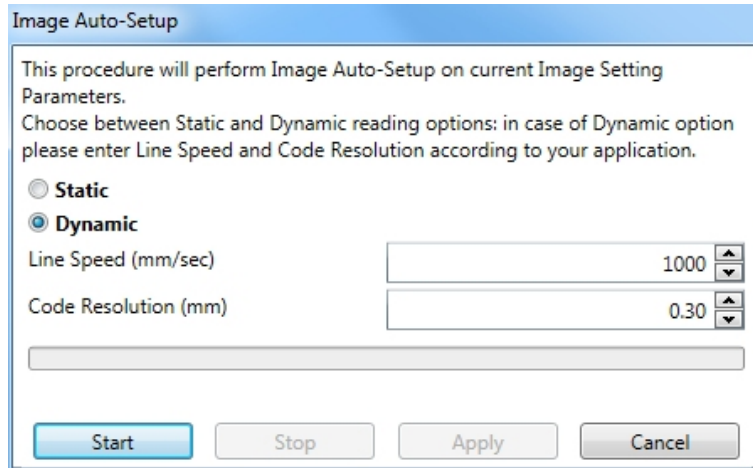 Image Auto-Setup
This procedure will perform Image Auto-Setup on current Image Setting
Parameters.
Choose between Static and Dynamic reading options: in case of Dynamic option
please enter Line Speed and Code Resolution according to your application.
Static
Dynamic
Line Speed (mm/sec) 1000
Code Resolution (mm) 0.30
Start Stop Apply Cancel